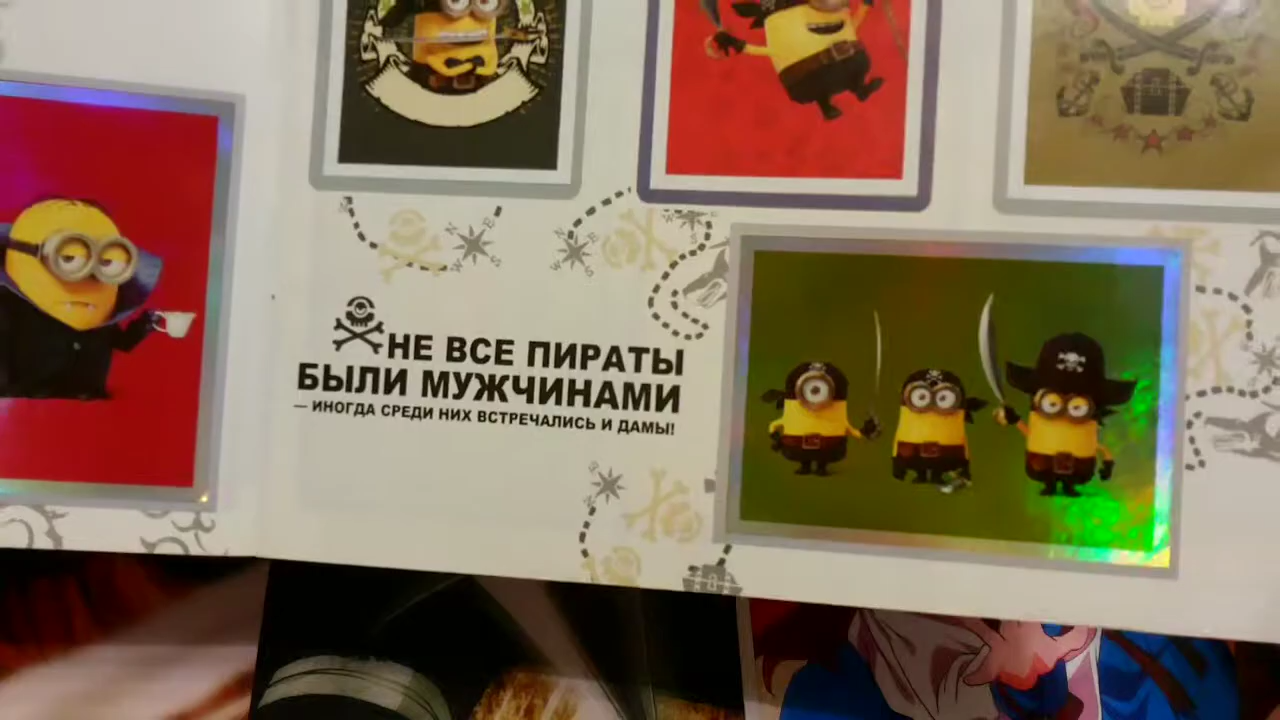 НЕ ВСЕ ПИРАТЫ
БЫЛИ МУЖЧИНАМИ
— ИНОГДА СРЕДИ НИХ ВСТРЕЧАЛИСЬ И ДАМЫ!